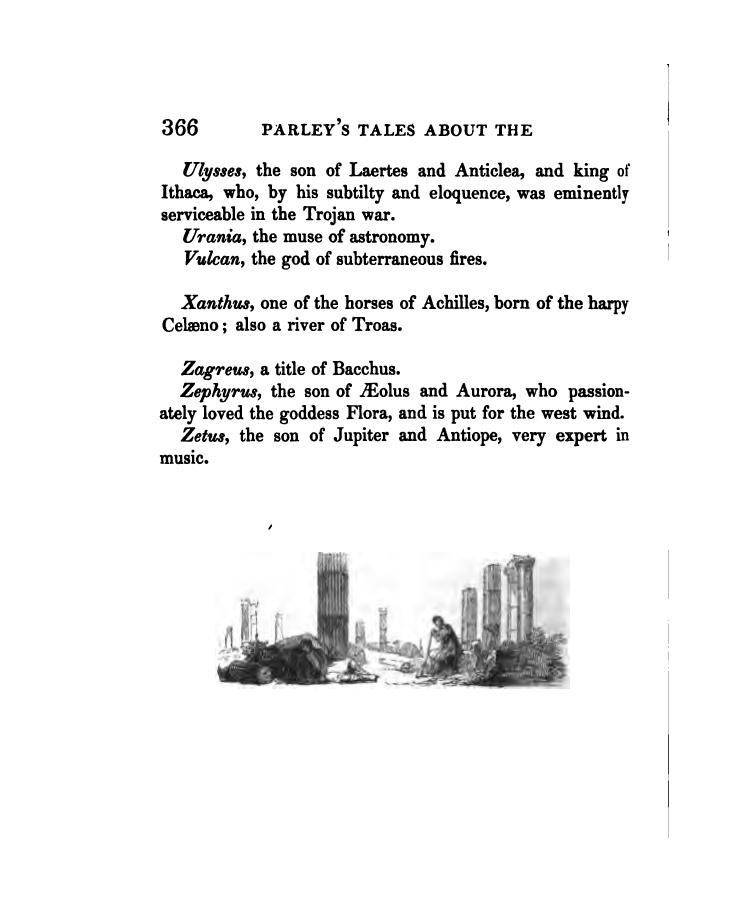 366 PARLEY'S TALES ABOUT THE
Ulysses, the son of Laertes and Anticlea, and king of
Ithaca, who, by his subtilty and eloquence, was eminently
serviceable in the Trojan war.
Urania, the muse of astronomy.
Vulcan, the god of subterraneous fires.
Xanthus, one of the horses of Achilles, born of the harpy
Celæno; also a river of Troas.
Zagreus, a title of Bacchus.
Zephyrus, the son of Æolus and Aurora, who passion-
ately loved the goddess Flora, and is put for the west wind.
Zetus, the son of Jupiter and Antiope, very expert in
music.